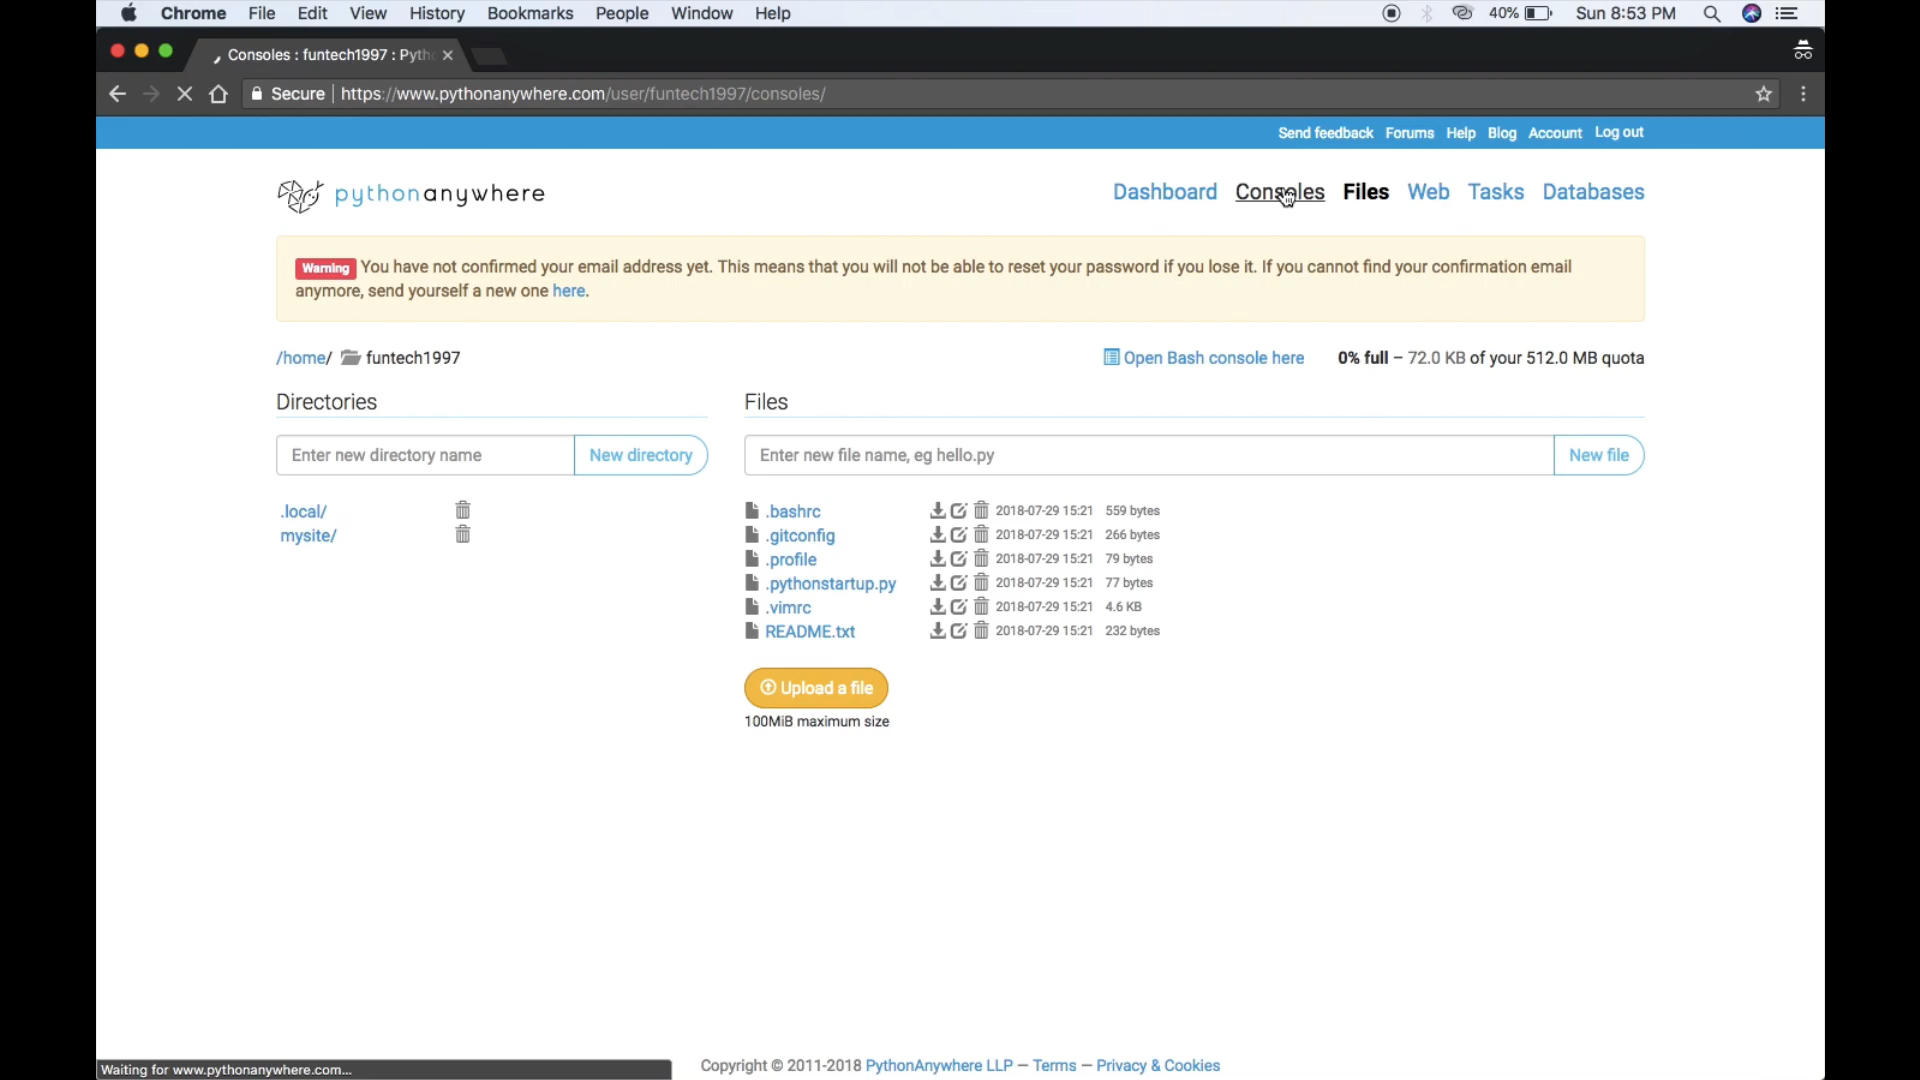 Chrome File Edit View History Bookmarks People Window Help 40% Sun 8:53 PM
Consoles : funtech1997 : Pyth
Secure | https://www.pythonanywhere.com/user/funtech1997/consoles/
Send feedback Forums Help Blog Account Log out
pythonanywhere
Dashboard Consoles Files Web Tasks Databases
Warning You have not confirmed your email address yet. This means that you will not be able to reset your password if you lose it. If you cannot find your confirmation email
anymore, send yourself a new one here.
/home/ funtech1997
Open Bash console here 0% full – 72.0 KB of your 512.0 MB quota
Directories
Enter new directory name New directory
.local/
mysite/
Files
Enter new file name, eg hello.py New file
.bashrc 2018-07-29 15:21 559 bytes
.gitconfig 2018-07-29 15:21 266 bytes
.profile 2018-07-29 15:21 79 bytes
.pythonstartup.py 2018-07-29 15:21 77 bytes
.vimrc 2018-07-29 15:21 4.6 KB
README.txt 2018-07-29 15:21 232 bytes
Upload a file
100MiB maximum size
Waiting for www.pythonanywhere.com...
Copyright © 2011-2018 PythonAnywhere LLP — Terms — Privacy & Cookies